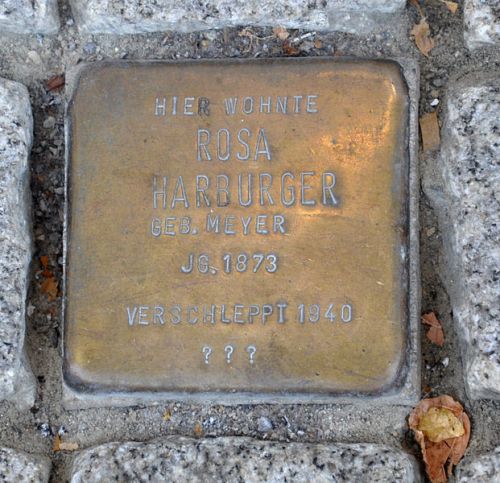 HIER WOHNTE
ROSA
HARBURGER
GEB. MEYER
JG. 1873
VERSCHLEPPT 1940
? ? ?